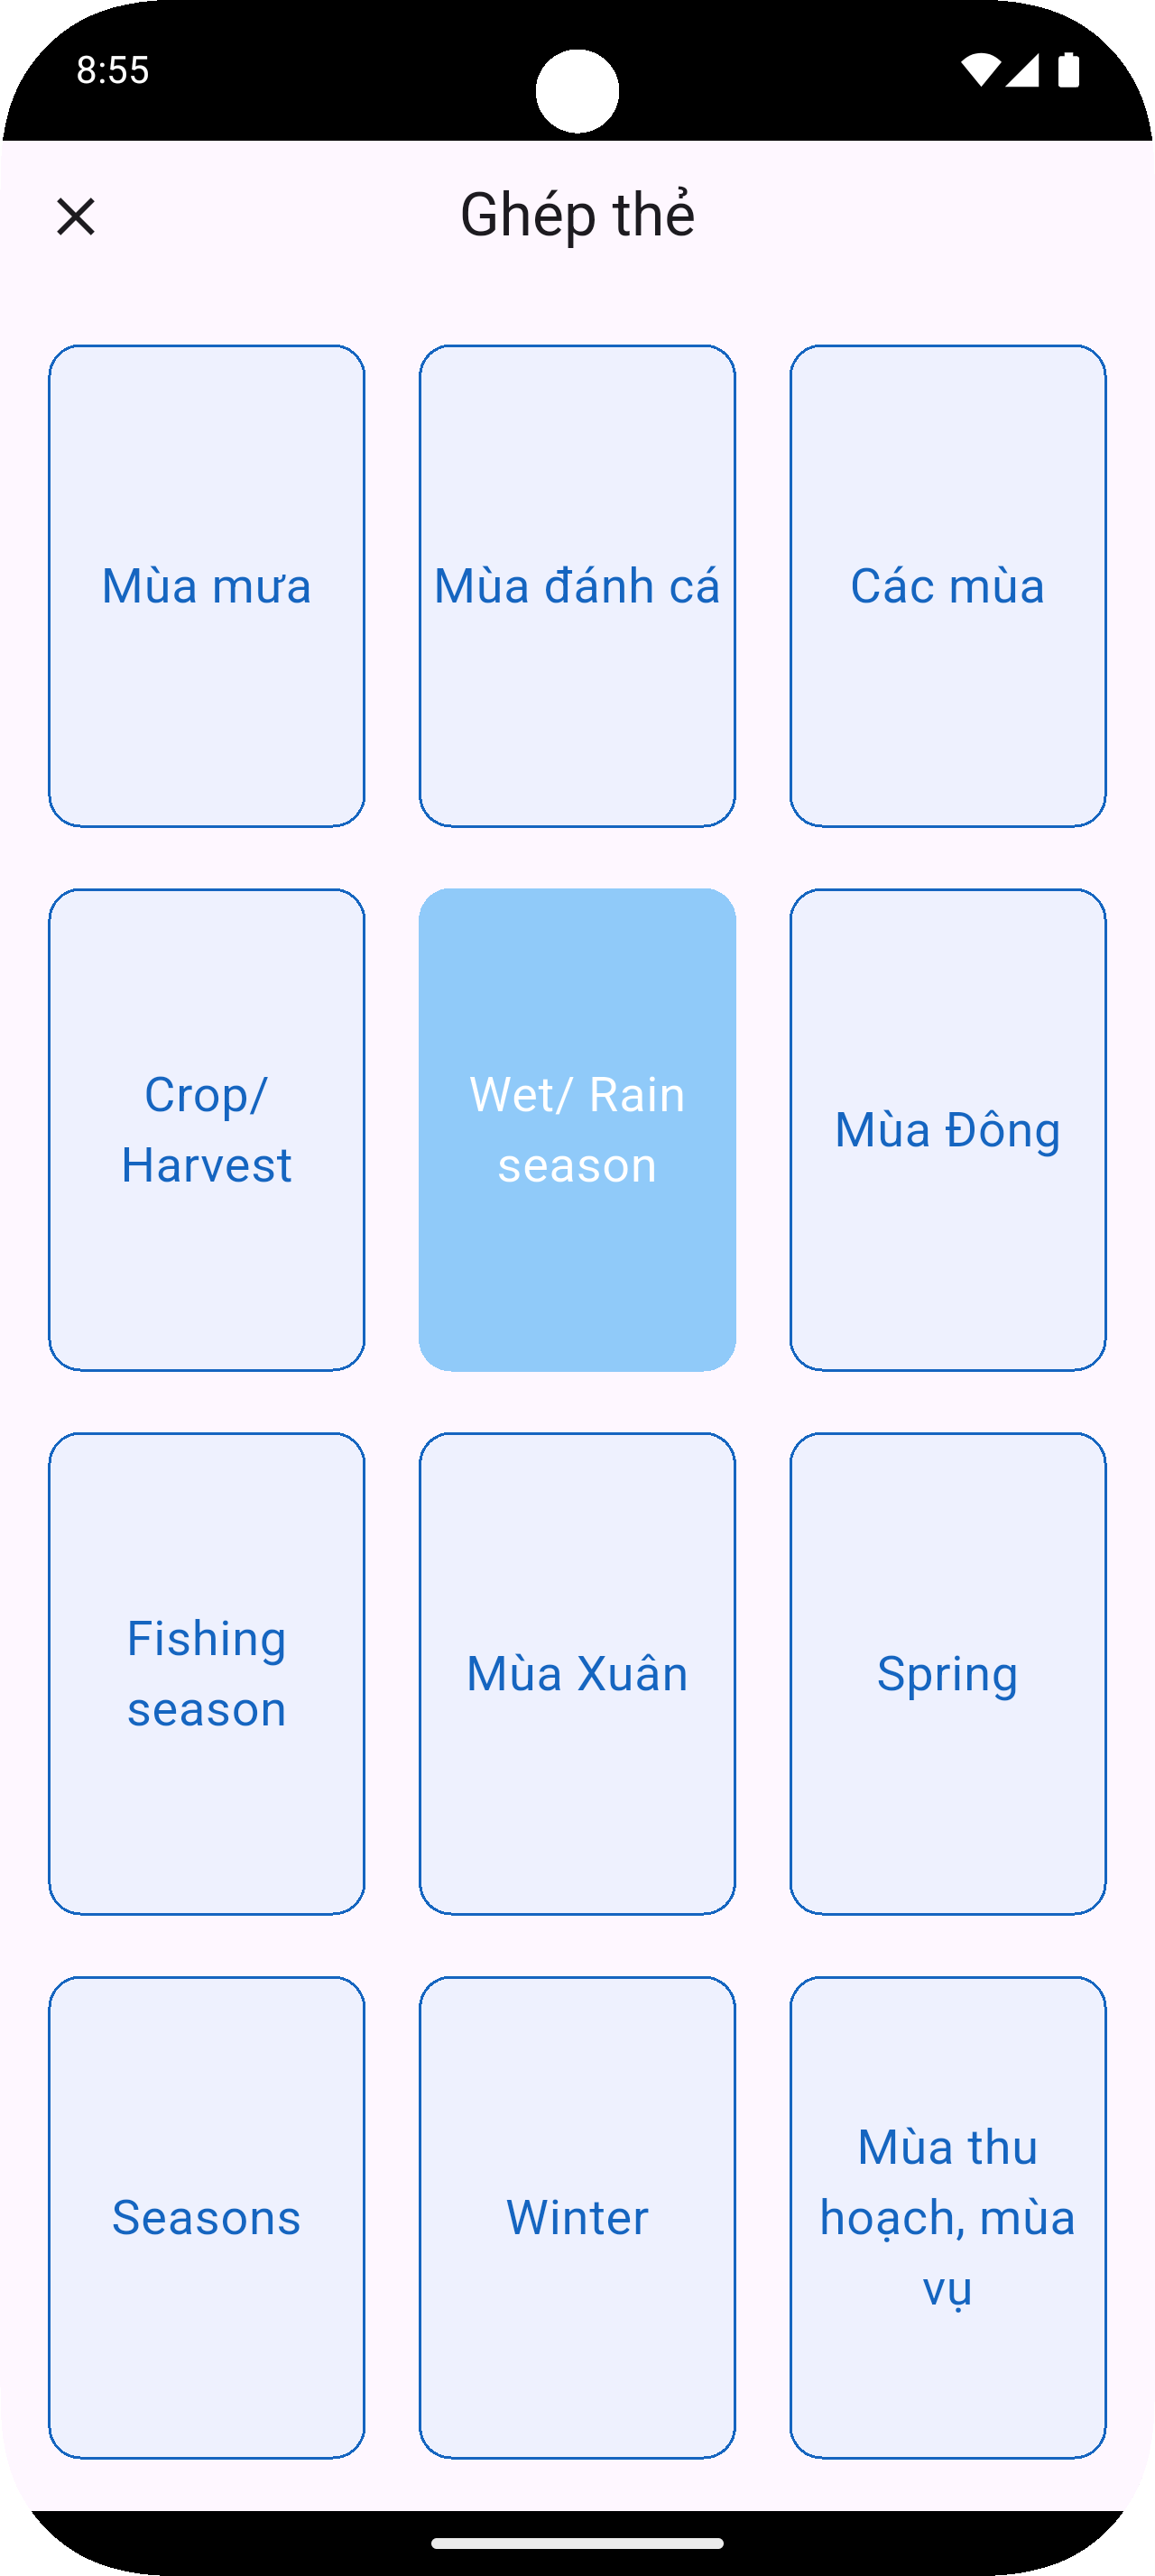 8:55
Ghép thẻ
Mùa mưa
Mùa đánh cá
Các mùa
Crop/
Harvest
Wet/ Rain
season
Mùa Đông
Fishing
season
Mùa Xuân
Spring
Seasons
Winter
Mùa thu
hoạch, mùa
vụ